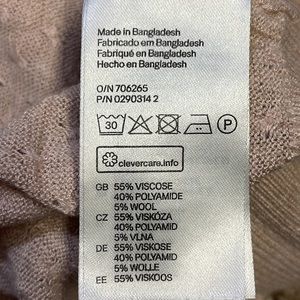 Made in Bangladesh
Fabricado em Bangladesh
Fabriqué en Bangladesh
Hecho en Bangladesh
O/N 706265
P/N 0290314 2
30
P
clevercare.info
GB 55% VISCOSE
40% POLYAMIDE
5% WOOL
CZ 55% VISKÓZA
40% POLYAMID
5% VLNA
DE 55% VISKOSE
40% POLYAMID
5% WOLLE
EE 55% VISKOOS